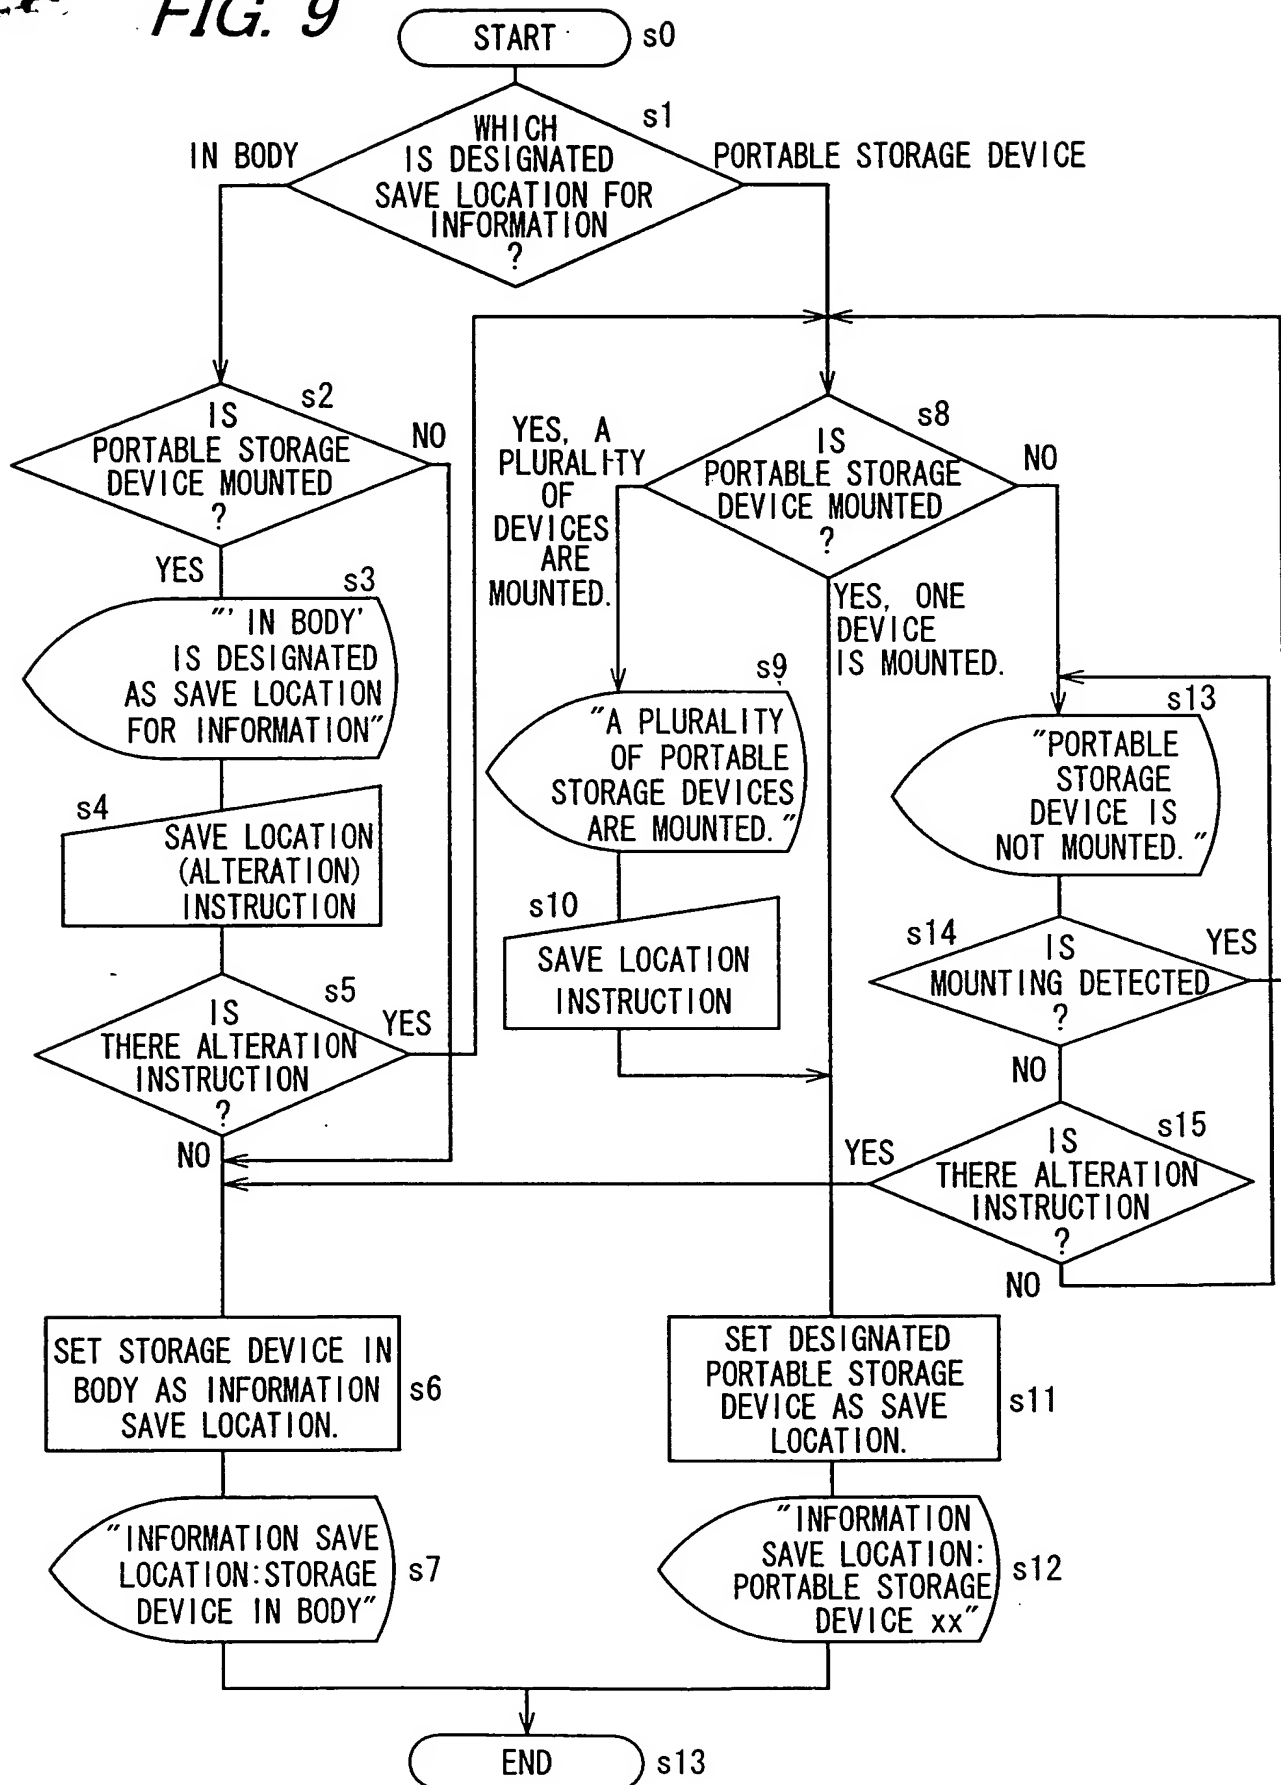 FIG. 9
START
s0
s1
WHICH
IS DESIGNATED
SAVE LOCATION FOR
INFORMATION
?
IN BODY
PORTABLE STORAGE DEVICE
s2
IS
PORTABLE STORAGE
DEVICE MOUNTED
?
NO
YES
s3
"'IN BODY'
IS DESIGNATED
AS SAVE LOCATION
FOR INFORMATION"
s4
SAVE LOCATION
(ALTERATION)
INSTRUCTION
s5
IS
THERE ALTERATION
INSTRUCTION
?
YES
NO
s8
IS
PORTABLE STORAGE
DEVICE MOUNTED
?
YES, A
PLURALITY
OF
DEVICES
ARE
MOUNTED.
NO
YES, ONE
DEVICE
IS MOUNTED.
s9
"A PLURALITY
OF PORTABLE
STORAGE DEVICES
ARE MOUNTED."
s10
SAVE LOCATION
INSTRUCTION
s13
"PORTABLE
STORAGE
DEVICE IS
NOT MOUNTED."
s14
IS
MOUNTING DETECTED
?
YES
NO
s15
IS
THERE ALTERATION
INSTRUCTION
?
YES
NO
SET STORAGE DEVICE IN
BODY AS INFORMATION
SAVE LOCATION.
s6
SET DESIGNATED
PORTABLE STORAGE
DEVICE AS SAVE
LOCATION.
s11
"INFORMATION SAVE
LOCATION:STORAGE
DEVICE IN BODY"
s7
"INFORMATION
SAVE LOCATION:
PORTABLE STORAGE
DEVICE xx"
s12
END
s13